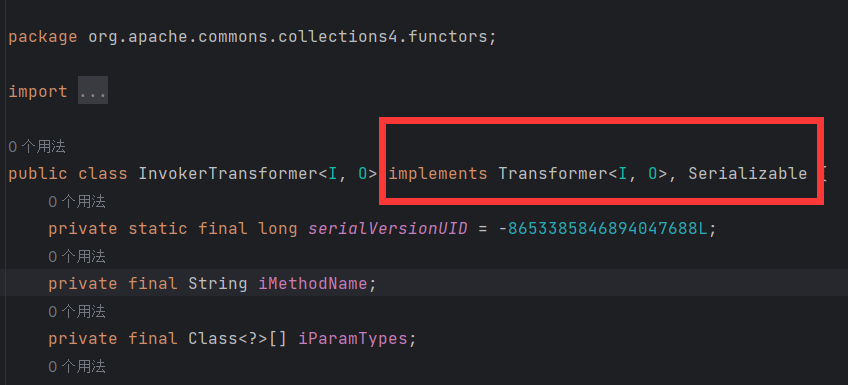 package org.apache.commons.collections4.functors;
import ...
0 个用法
public class InvokerTransformer<I, O> implements Transformer<I, O>, Serializable {
0 个用法
private static final long serialVersionUID = -8653385846894047688L;
0 个用法
private final String iMethodName;
0 个用法
private final Class<?>[] iParamTypes;
0 个用法